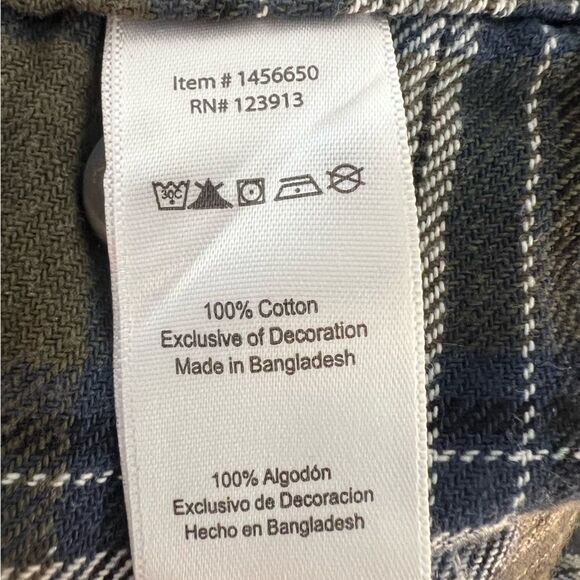 Item # 1456650
RN# 123913
30C
100% Cotton
Exclusive of Decoration
Made in Bangladesh
100% Algodón
Exclusivo de Decoracion
Hecho en Bangladesh